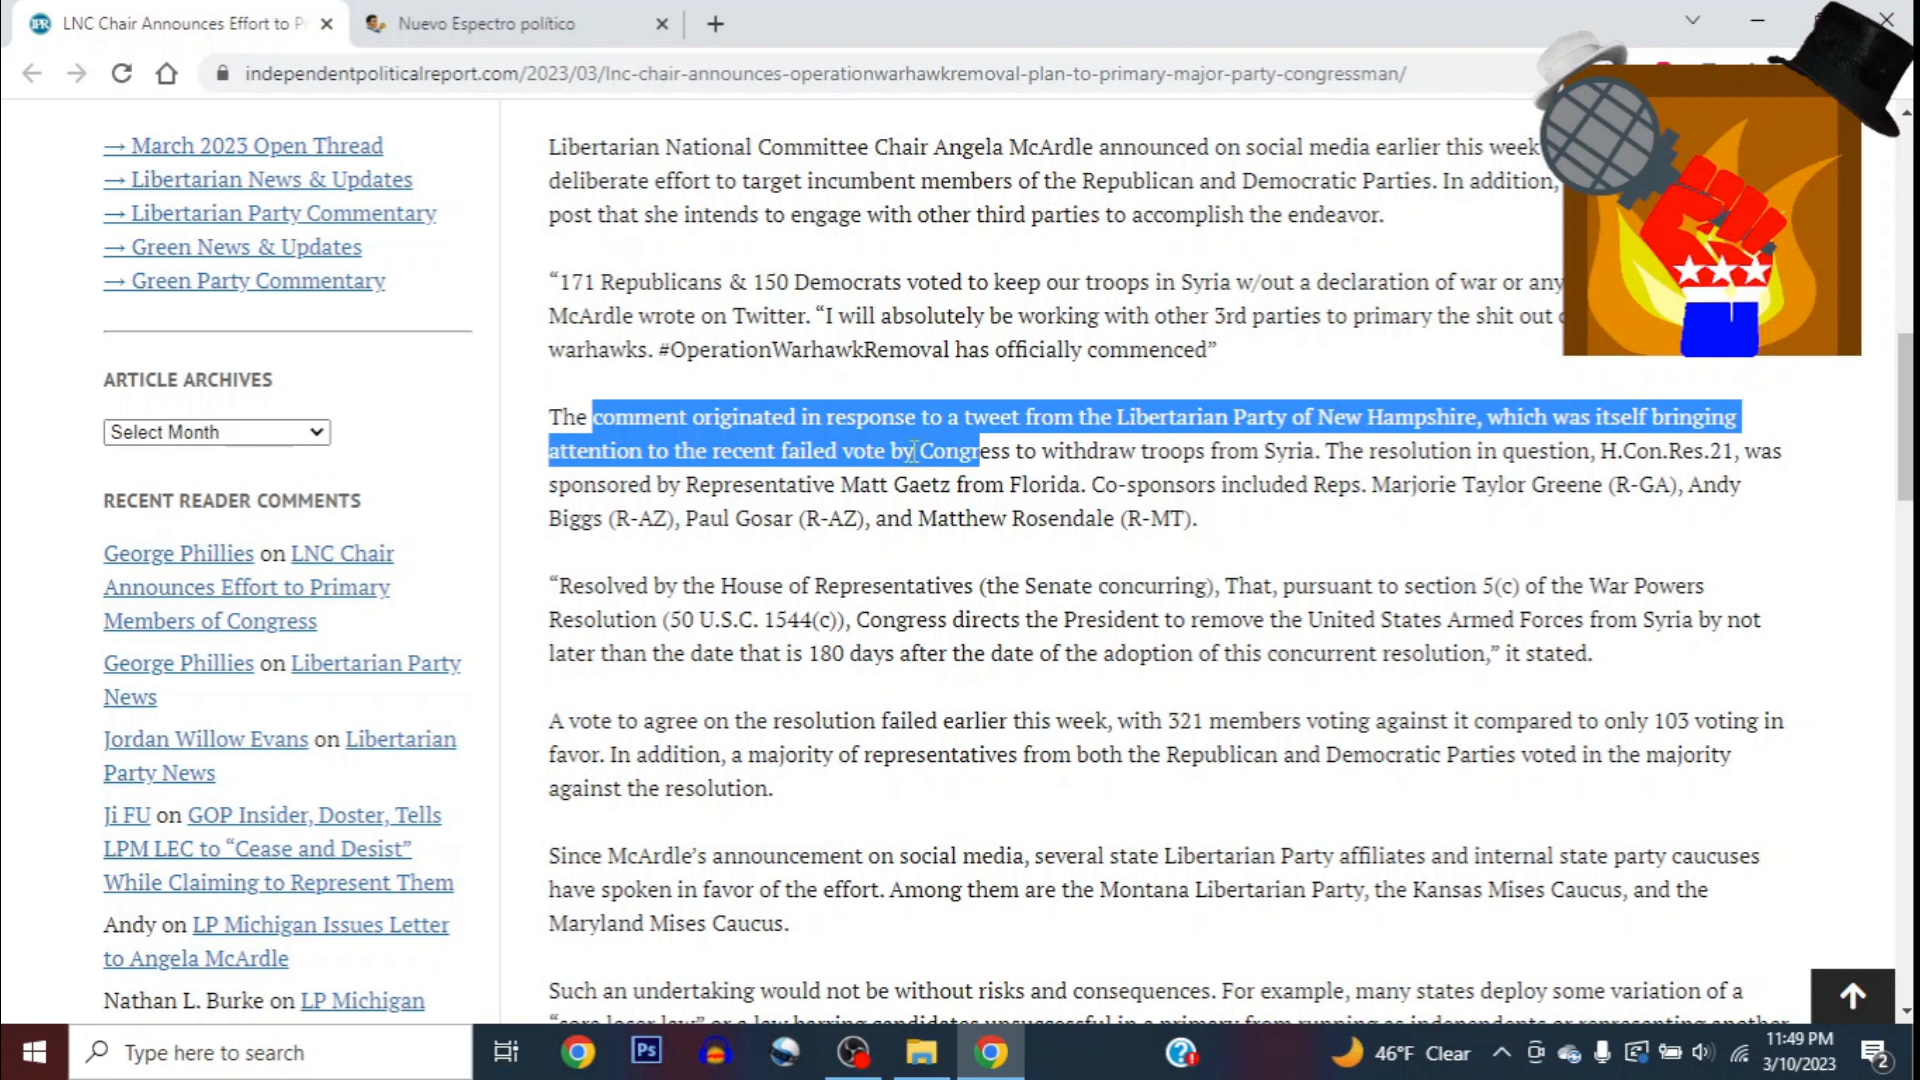 LNC Chair Announces Effort to Pr
Nuevo Espectro político
independentpoliticalreport.com/2023/03/lnc-chair-announces-operationwarhawkremoval-plan-to-primary-major-party-congressman/
→ March 2023 Open Thread
→ Libertarian News & Updates
→ Libertarian Party Commentary
→ Green News & Updates
→ Green Party Commentary
ARTICLE ARCHIVES
Select Month
RECENT READER COMMENTS
George Phillies on LNC Chair
Announces Effort to Primary
Members of Congress
George Phillies on Libertarian Party
News
Jordan Willow Evans on Libertarian
Party News
Ji FU on GOP Insider, Doster, Tells
LPM LEC to “Cease and Desist”
While Claiming to Represent Them
Andy on LP Michigan Issues Letter
to Angela McArdle
Nathan L. Burke on LP Michigan
Libertarian National Committee Chair Angela McArdle announced on social media earlier this week
deliberate effort to target incumbent members of the Republican and Democratic Parties. In addition,
post that she intends to engage with other third parties to accomplish the endeavor.
“171 Republicans & 150 Democrats voted to keep our troops in Syria w/out a declaration of war or any
McArdle wrote on Twitter. “I will absolutely be working with other 3rd parties to primary the shit out
warhawks. #OperationWarhawkRemoval has officially commenced”
The comment originated in response to a tweet from the Libertarian Party of New Hampshire, which was itself bringing
attention to the recent failed vote by Congress to withdraw troops from Syria. The resolution in question, H.Con.Res.21, was
sponsored by Representative Matt Gaetz from Florida. Co-sponsors included Reps. Marjorie Taylor Greene (R-GA), Andy
Biggs (R-AZ), Paul Gosar (R-AZ), and Matthew Rosendale (R-MT).
“Resolved by the House of Representatives (the Senate concurring), That, pursuant to section 5(c) of the War Powers
Resolution (50 U.S.C. 1544(c)), Congress directs the President to remove the United States Armed Forces from Syria by not
later than the date that is 180 days after the date of the adoption of this concurrent resolution,” it stated.
A vote to agree on the resolution failed earlier this week, with 321 members voting against it compared to only 103 voting in
favor. In addition, a majority of representatives from both the Republican and Democratic Parties voted in the majority
against the resolution.
Since McArdle’s announcement on social media, several state Libertarian Party affiliates and internal state party caucuses
have spoken in favor of the effort. Among them are the Montana Libertarian Party, the Kansas Mises Caucus, and the
Maryland Mises Caucus.
Such an undertaking would not be without risks and consequences. For example, many states deploy some variation of a
“sore loser law” or a law barring candidates unsuccessful in a primary from running as independents or representing another
Type here to search
Ps
46°F Clear
11:49 PM
3/10/2023
2